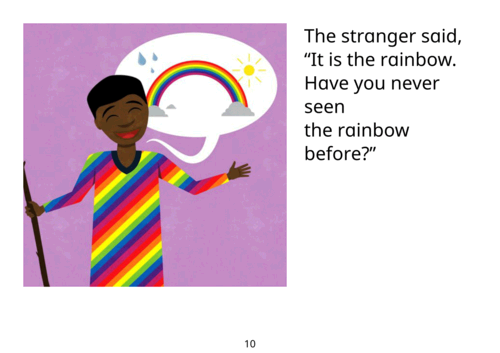 The stranger said,
“It is the rainbow.
Have you never
seen
the rainbow
before?”
10